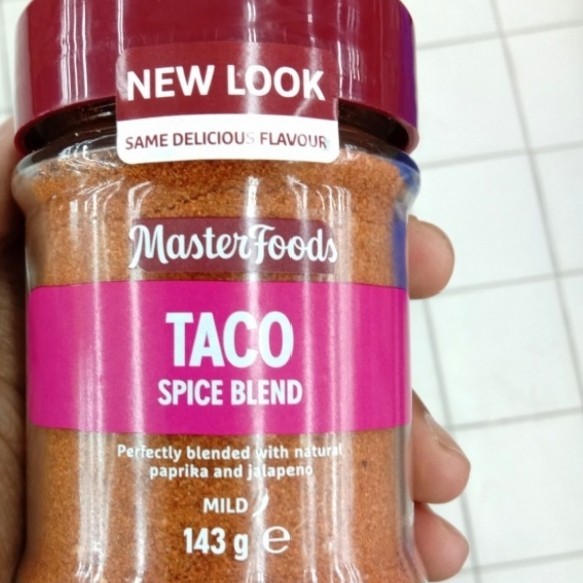 NEW LOOK
SAME DELICIOUS FLAVOUR
MasterFoods
TACO
SPICE BLEND
Perfectly blended with natural
paprika and jalapeno
MILD
143 g e